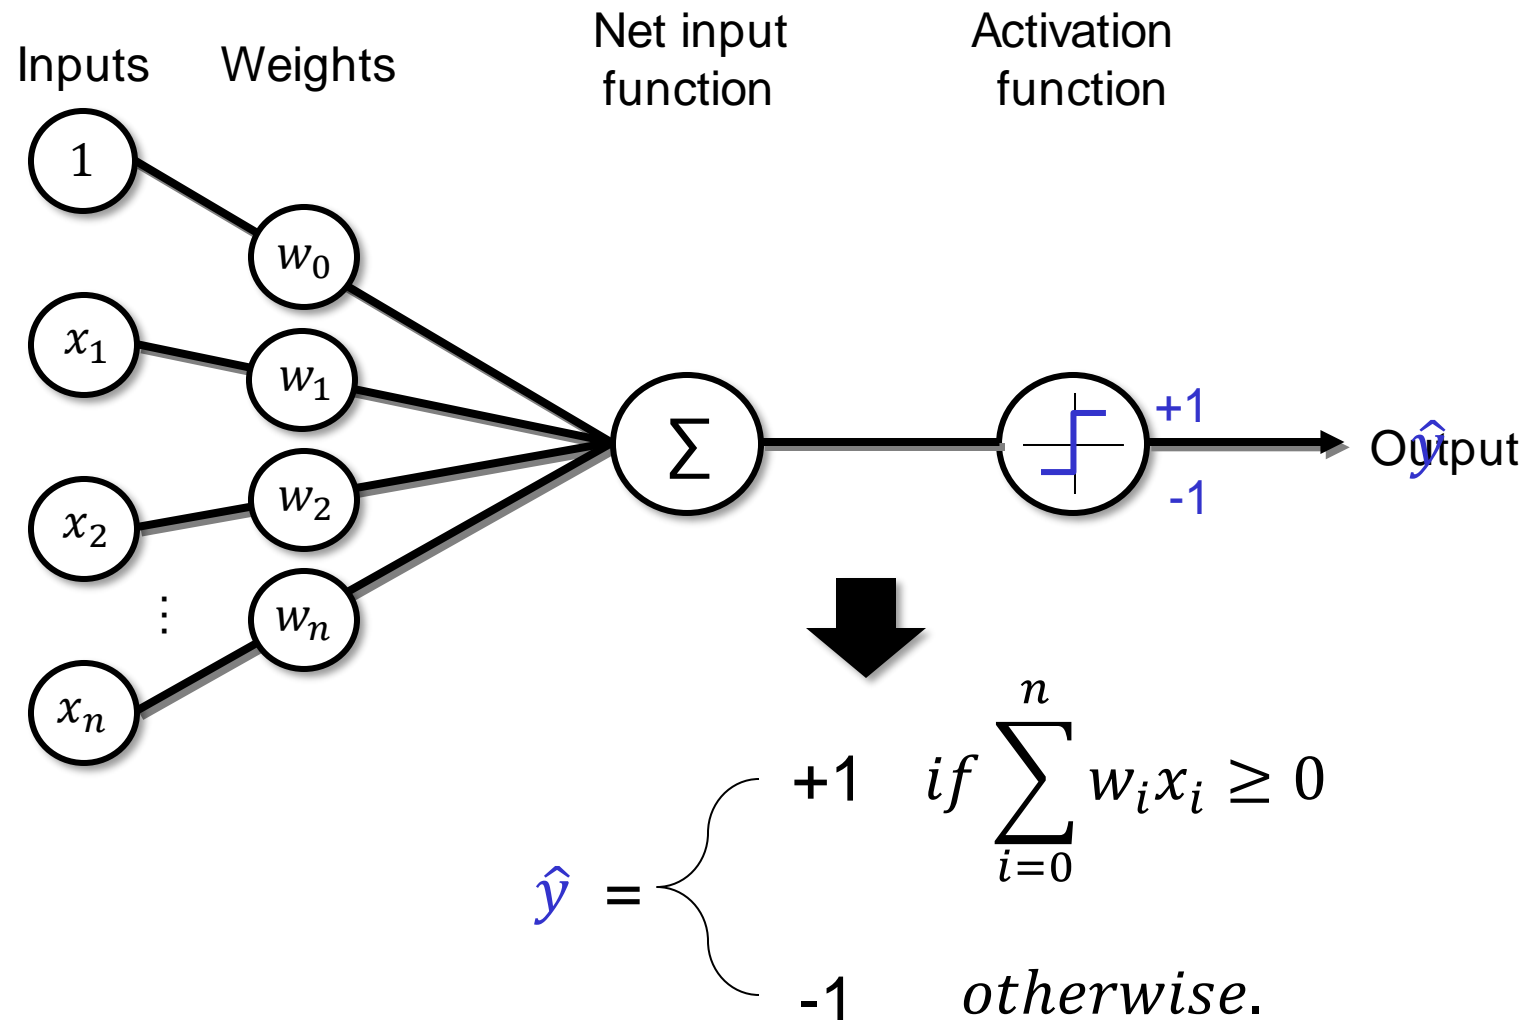 Inputs
Weights
Net input
function
Activation
function
1
w₀
x₁
w₁
x₂
w₂
⋮
xₙ
wₙ
∑
+1
-1
Output
ŷ
ŷ =
+1 if ∑ⁿᵢ₌₀ wᵢxᵢ ≥ 0
-1 otherwise.